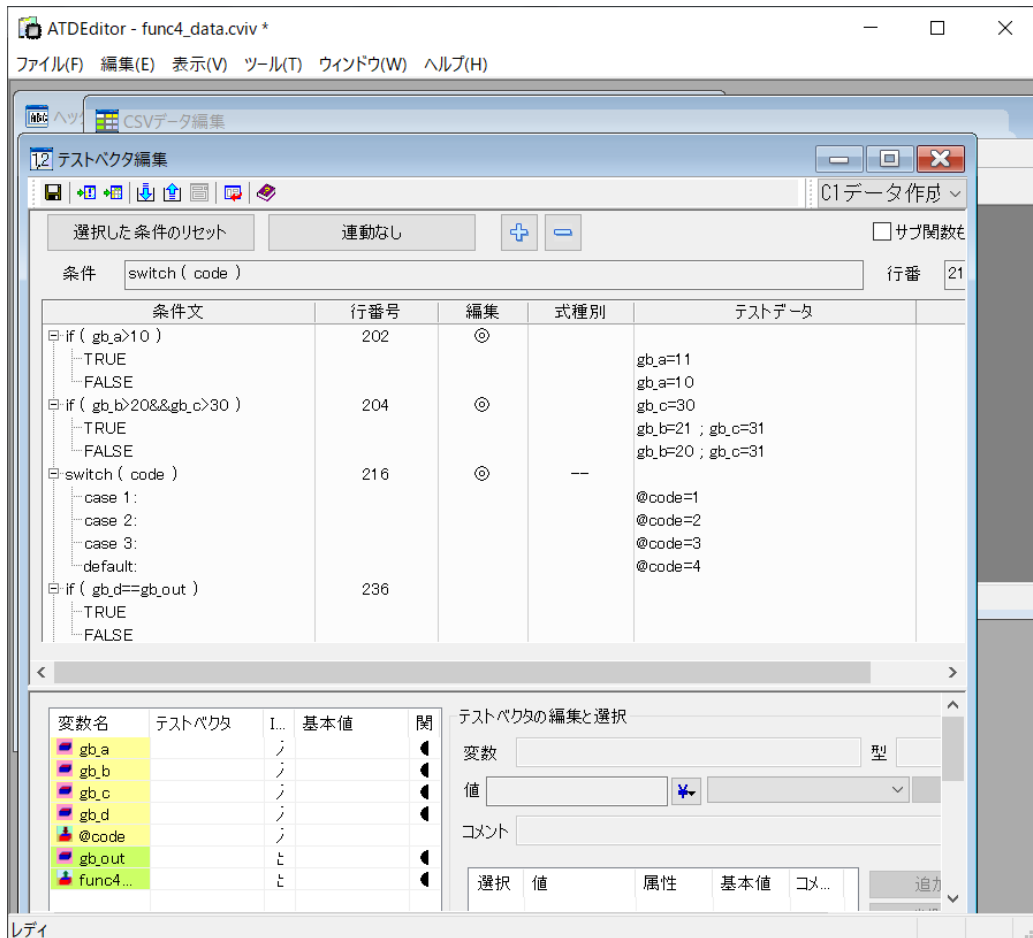 ATDEditor - func4_data.cviv *
ファイル(F) 編集(E) 表示(V) ツール(T) ウィンドウ(W) ヘルプ(H)
CSVデータ編集
テストベクタ編集
C1データ作成
選択した条件のリセット 連動なし サブ関数も
条件 switch ( code ) 行番 21
条件文 行番号 編集 式種別 テストデータ
if ( gb_a>10 ) 202 ◎
TRUE gb_a=11
FALSE gb_a=10
if ( gb_b>20&&gb_c>30 ) 204 ◎ gb_c=30
TRUE gb_b=21 ; gb_c=31
FALSE gb_b=20 ; gb_c=31
switch ( code ) 216 ◎ --
case 1: @code=1
case 2: @code=2
case 3: @code=3
default: @code=4
if ( gb_d==gb_out ) 236
TRUE
FALSE
変数名 テストベクタ I... 基本値 関
gb_a
gb_b
gb_c
gb_d
@code
gb_out
func4...
テストベクタの編集と選択
変数 型
値
コメント
選択 値 属性 基本値 コメ... 追加
レディ